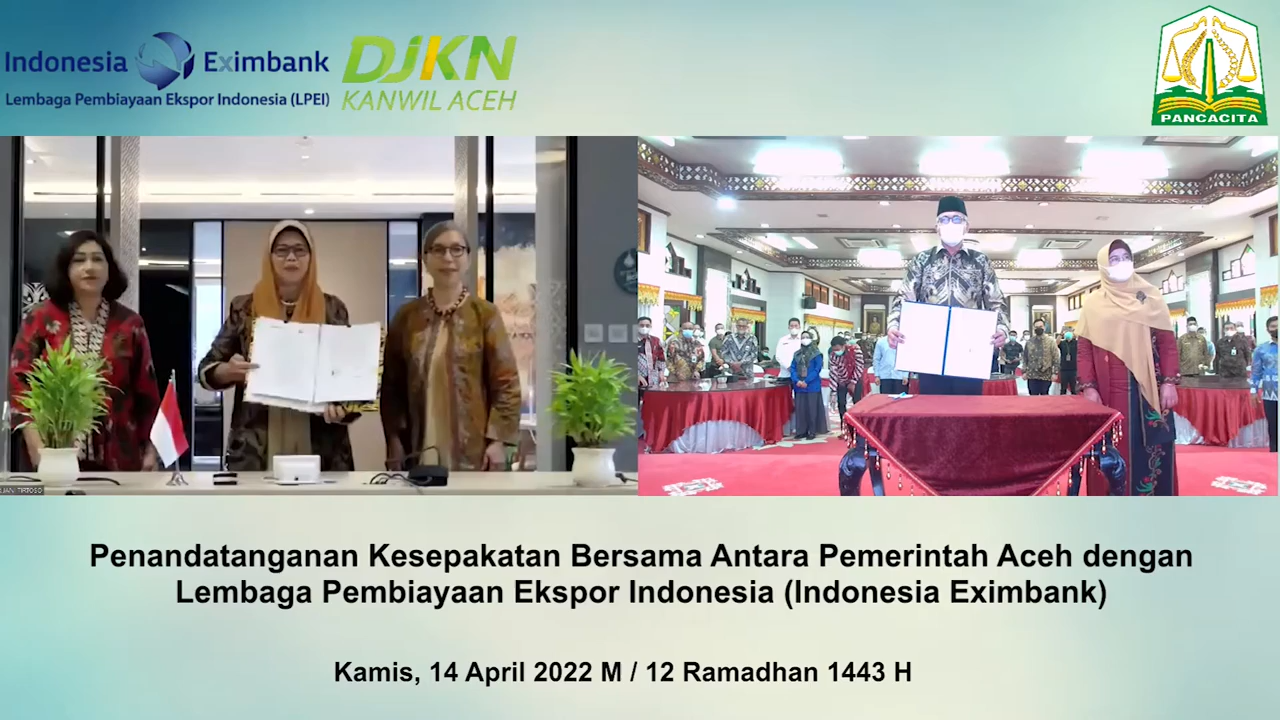 Indonesia Eximbank
Lembaga Pembiayaan Ekspor Indonesia (LPEI)
DJKN
KANWIL ACEH
PANCACITA
Penandatanganan Kesepakatan Bersama Antara Pemerintah Aceh dengan
Lembaga Pembiayaan Ekspor Indonesia (Indonesia Eximbank)
Kamis, 14 April 2022 M / 12 Ramadhan 1443 H